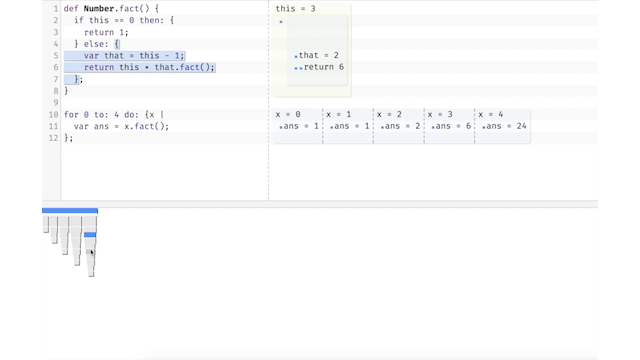 1 def Number.fact() {
2 if this == 0 then: {
3 return 1;
4 } else: {
5 var that = this - 1;
6 return this * that.fact();
7 };
8 }
9
10 for 0 to: 4 do: {x |
11 var ans = x.fact();
12 };
this = 3
that = 2
return 6
x = 0 x = 1 x = 2 x = 3 x = 4
ans = 1 ans = 1 ans = 2 ans = 6 ans = 24